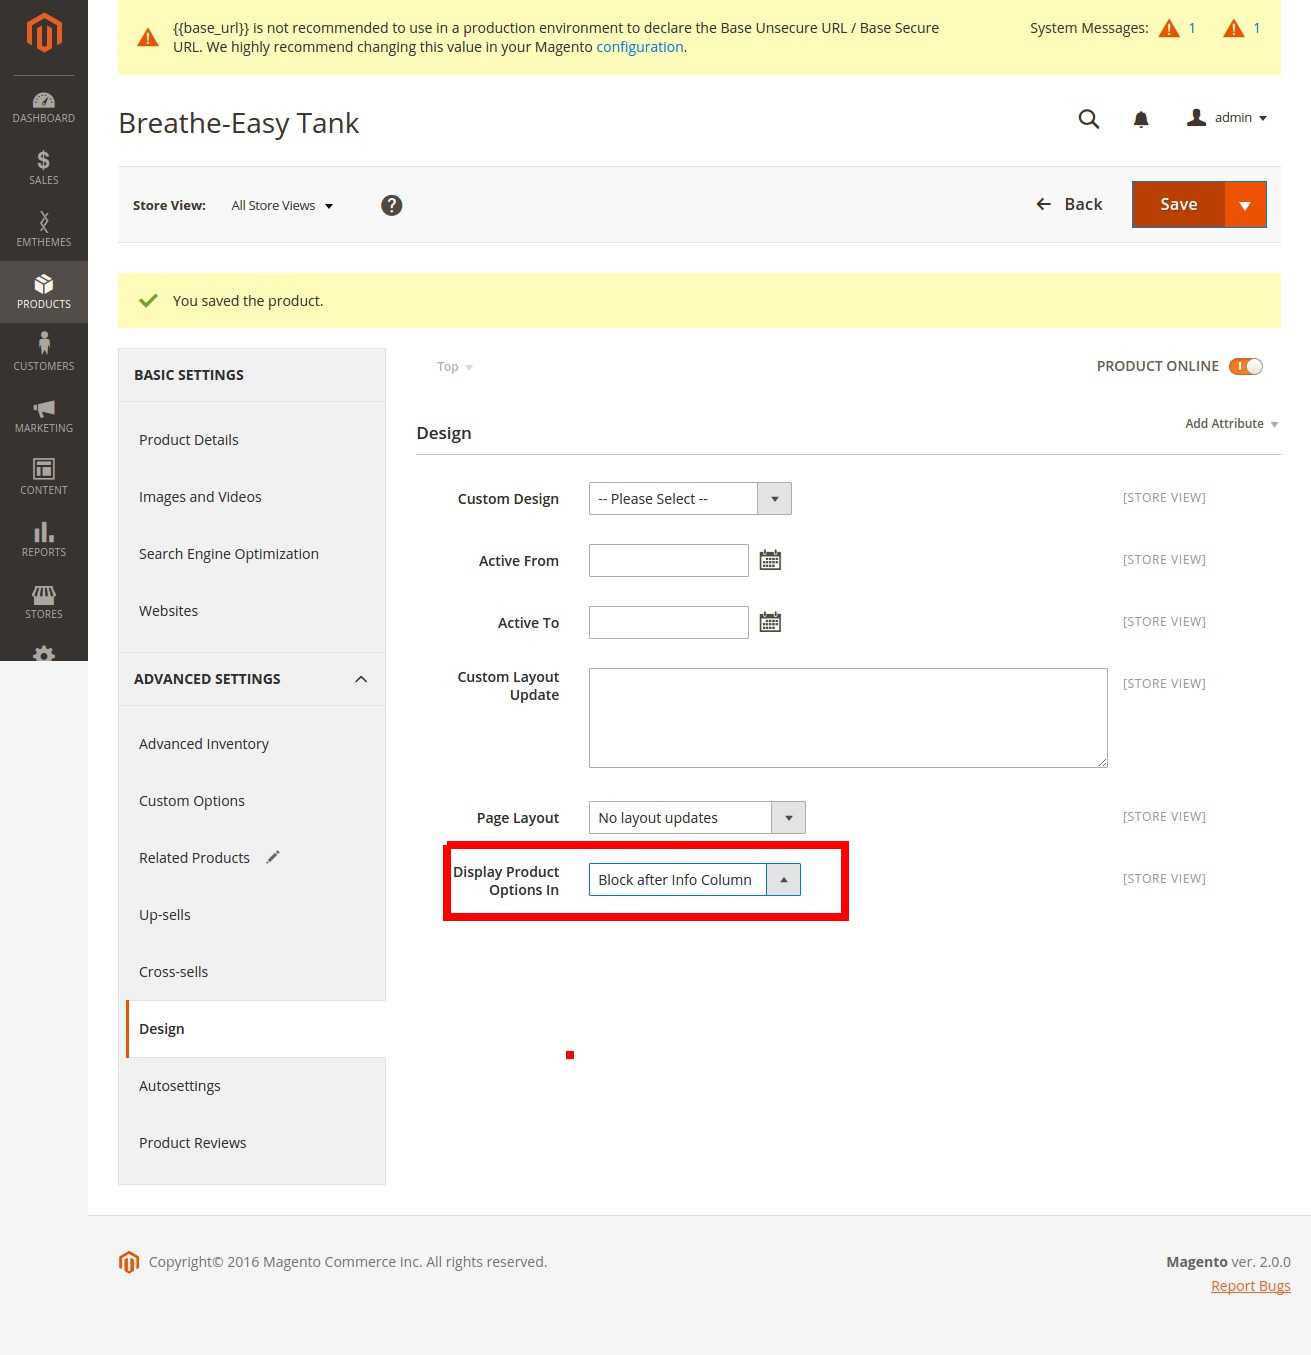 {{base_url}} is not recommended to use in a production environment to declare the Base Unsecure URL / Base Secure
URL. We highly recommend changing this value in your Magento configuration.
System Messages: 1 1
DASHBOARD
SALES
EMTHEMES
PRODUCTS
CUSTOMERS
MARKETING
CONTENT
REPORTS
STORES
Breathe-Easy Tank
admin
Store View: All Store Views ?
Back
Save
You saved the product.
BASIC SETTINGS
Product Details
Images and Videos
Search Engine Optimization
Websites
ADVANCED SETTINGS
Advanced Inventory
Custom Options
Related Products
Up-sells
Cross-sells
Design
Autosettings
Product Reviews
Top
PRODUCT ONLINE
Design
Add Attribute
Custom Design -- Please Select -- [STORE VIEW]
Active From [STORE VIEW]
Active To [STORE VIEW]
Custom Layout
Update
[STORE VIEW]
Page Layout No layout updates [STORE VIEW]
Display Product
Options In
Block after Info Column [STORE VIEW]
Copyright© 2016 Magento Commerce Inc. All rights reserved.
Magento ver. 2.0.0
Report Bugs